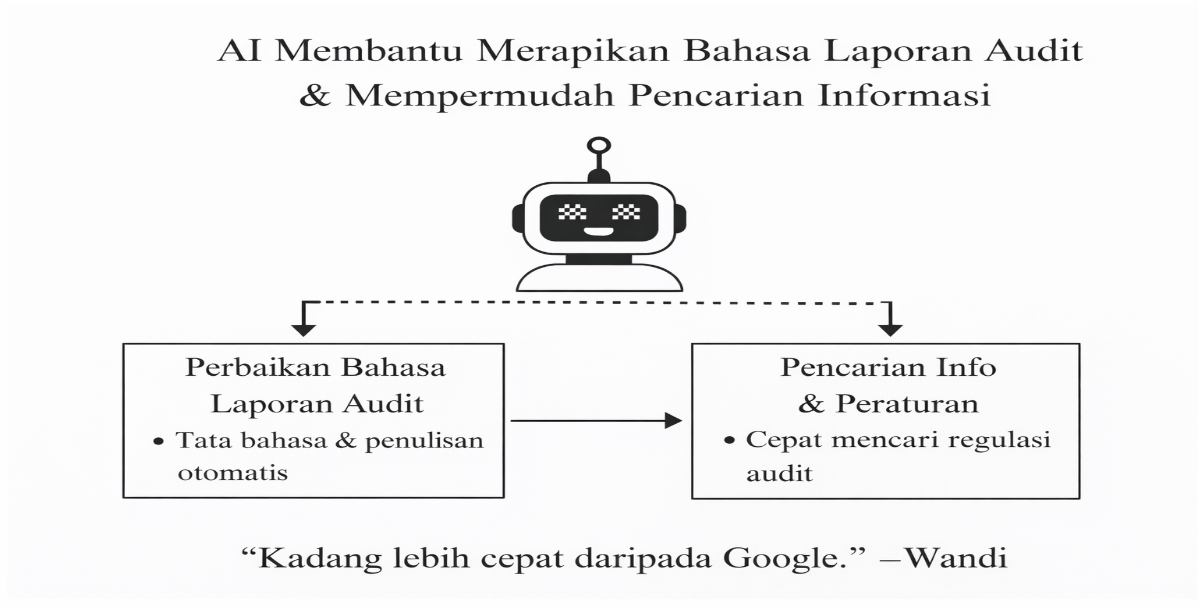 AI Membantu Merapikan Bahasa Laporan Audit
& Mempermudah Pencarian Informasi
Perbaikan Bahasa
Laporan Audit
• Tata bahasa & penulisan
otomatis
Pencarian Info
& Peraturan
• Cepat mencari regulasi
audit
“Kadang lebih cepat daripada Google.” –Wandi